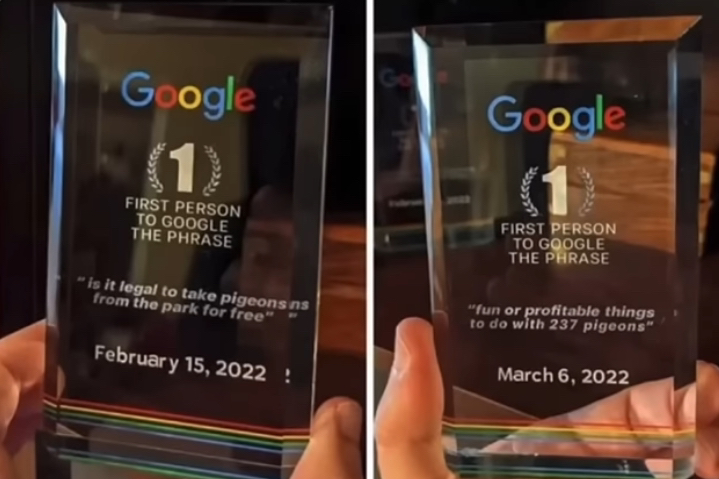 Google
1
FIRST PERSON
TO GOOGLE
THE PHRASE
"is it legal to take pigeonsns
from the park for free" "
February 15, 2022 2
Google
1
FIRST PERSON
TO GOOGLE
THE PHRASE
"fun or profitable things
to do with 237 pigeons"
March 6, 2022